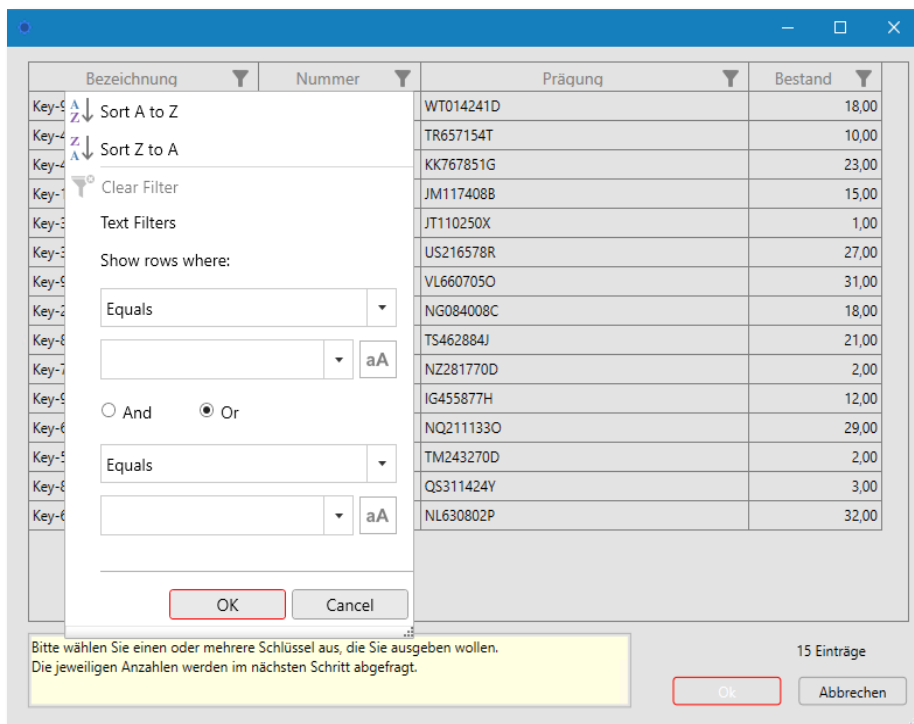 Bezeichnung Nummer Prägung Bestand
Sort A to Z
Sort Z to A
Clear Filter
Text Filters
Show rows where:
Equals
aA
And Or
Equals
aA
OK Cancel
WT014241D 18,00
TR657154T 10,00
KK767851G 23,00
JM117408B 15,00
JT110250X 1,00
US216578R 27,00
VL660705O 31,00
NG084008C 18,00
TS462884J 21,00
NZ281770D 2,00
IG455877H 12,00
NQ211133O 29,00
TM243270D 2,00
QS311424Y 3,00
NL630802P 32,00
Bitte wählen Sie einen oder mehrere Schlüssel aus, die Sie ausgeben wollen.
Die jeweiligen Anzahlen werden im nächsten Schritt abgefragt.
15 Einträge
Ok Abbrechen